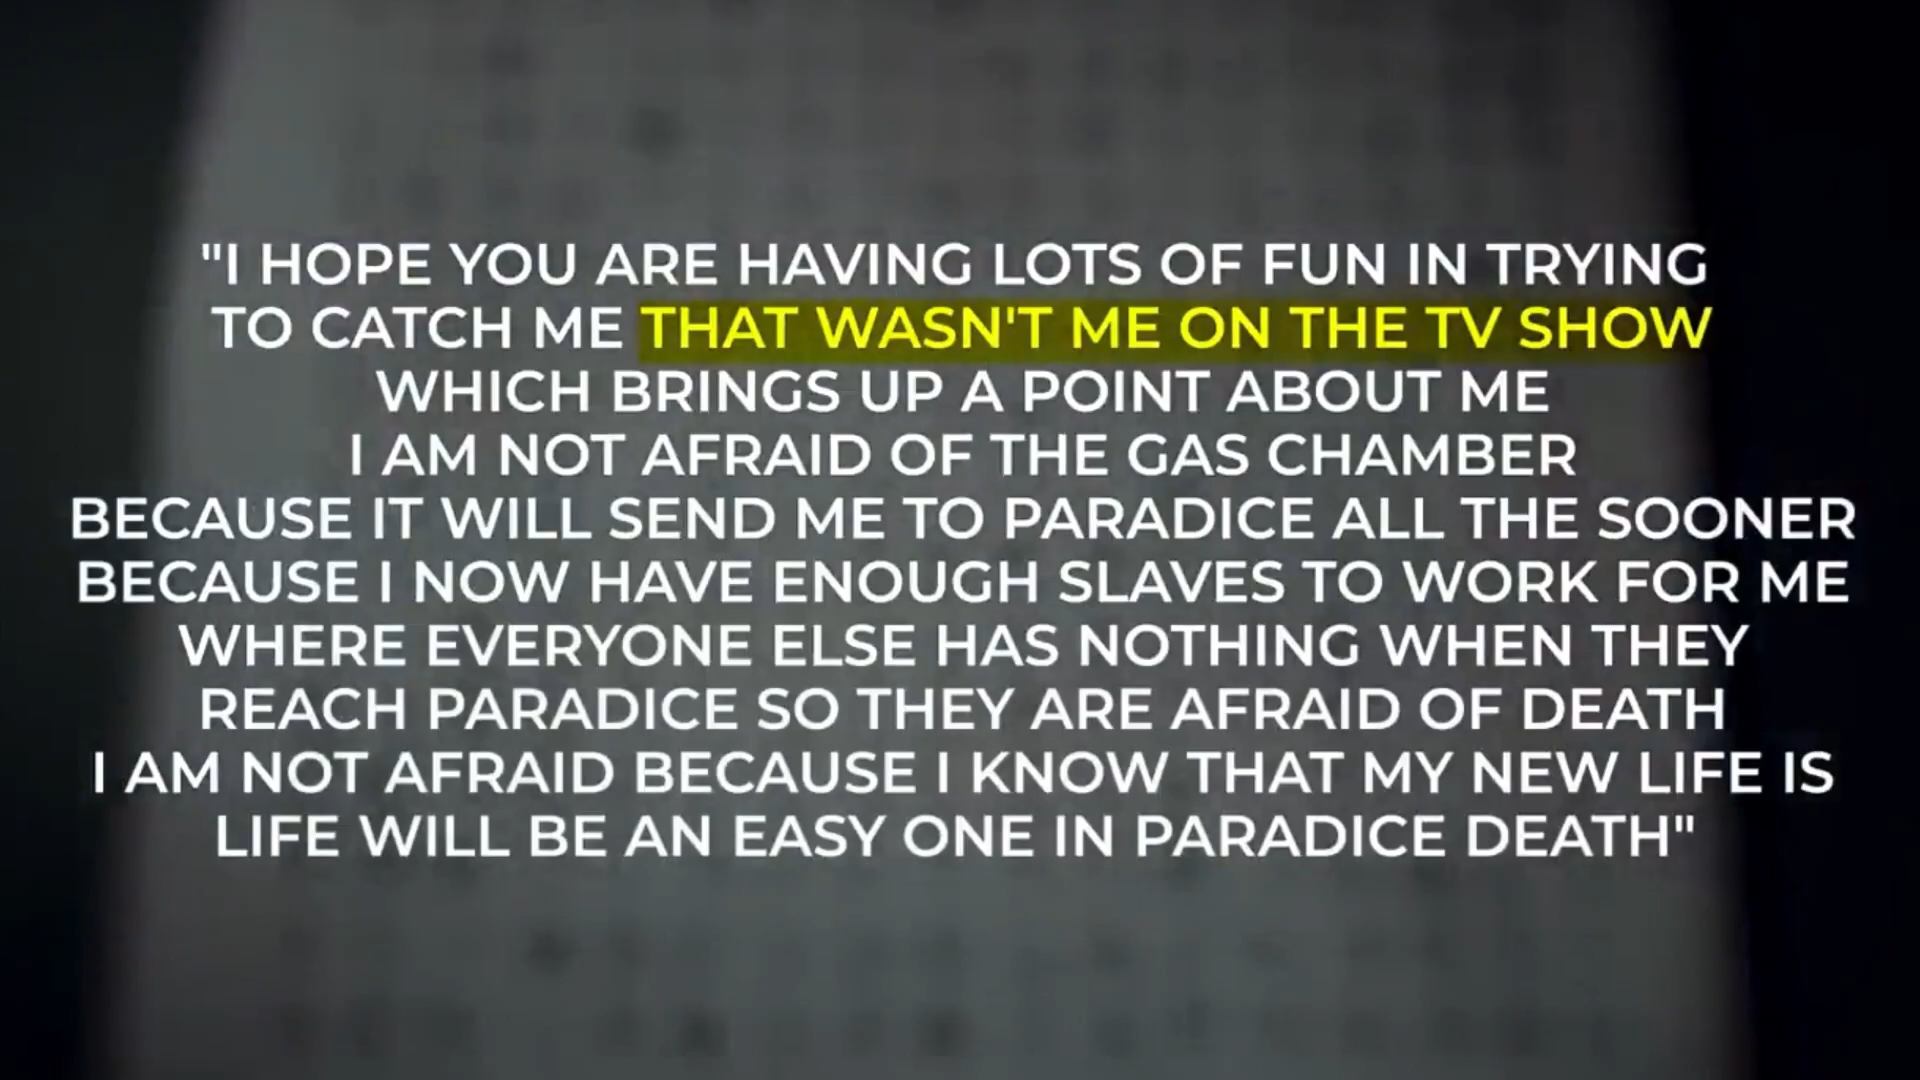 "I HOPE YOU ARE HAVING LOTS OF FUN IN TRYING
TO CATCH ME THAT WASN'T ME ON THE TV SHOW
WHICH BRINGS UP A POINT ABOUT ME
I AM NOT AFRAID OF THE GAS CHAMBER
BECAUSE IT WILL SEND ME TO PARADICE ALL THE SOONER
BECAUSE I NOW HAVE ENOUGH SLAVES TO WORK FOR ME
WHERE EVERYONE ELSE HAS NOTHING WHEN THEY
REACH PARADICE SO THEY ARE AFRAID OF DEATH
I AM NOT AFRAID BECAUSE I KNOW THAT MY NEW LIFE IS
LIFE WILL BE AN EASY ONE IN PARADICE DEATH"